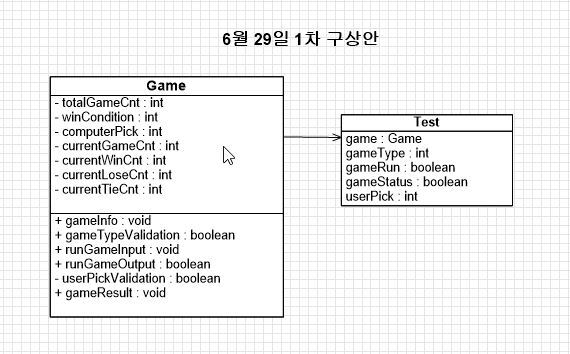 6월 29일 1차 구상안
Game
- totalGameCnt : int
- winCondition : int
- computerPick : int
- currentGameCnt : int
- currentWinCnt : int
- currentLoseCnt : int
- currentTieCnt : int
+ gameInfo : void
+ gameTypeValidation : boolean
+ runGameInput : void
+ runGameOutput : boolean
- userPickValidation : boolean
+ gameResult : void
Test
game : Game
gameType : int
gameRun : boolean
gameStatus : boolean
userPick : int